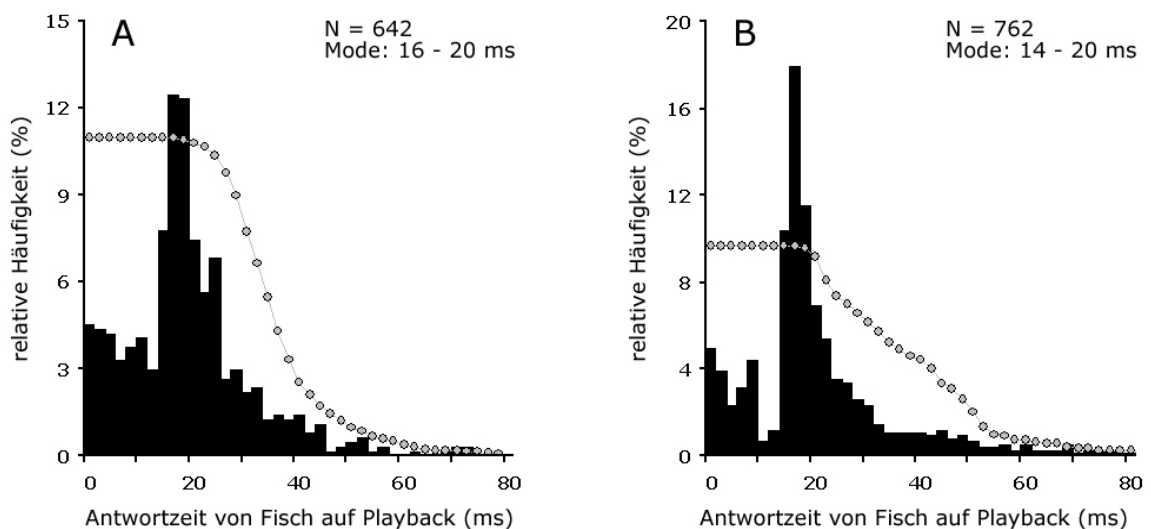 A
N = 642
Mode: 16 - 20 ms
relative Häufigkeit (%)
15
12
9
6
3
0
0 20 40 60 80
Antwortzeit von Fisch auf Playback (ms)
B
N = 762
Mode: 14 - 20 ms
relative Häufigkeit (%)
20
16
12
8
4
0
0 20 40 60 80
Antwortzeit von Fisch auf Playback (ms)